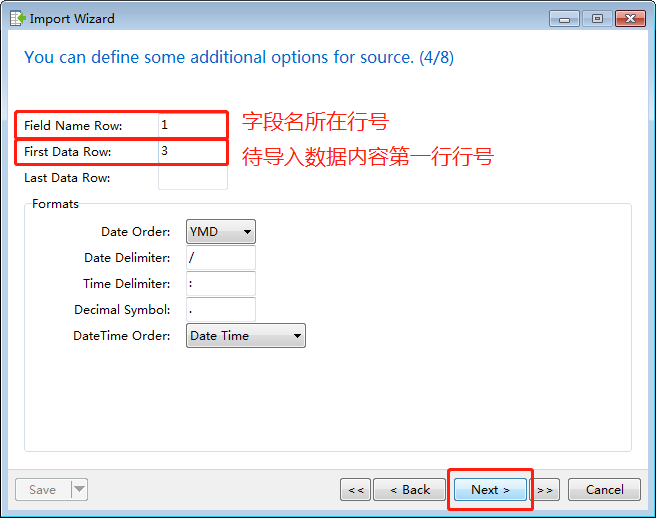 Import Wizard
You can define some additional options for source. (4/8)
Field Name Row: 1 字段名所在行号
First Data Row: 3 待导入数据内容第一行行号
Last Data Row:
Formats
Date Order: YMD
Date Delimiter: /
Time Delimiter: :
Decimal Symbol: .
DateTime Order: Date Time
Save << < Back Next > >> Cancel